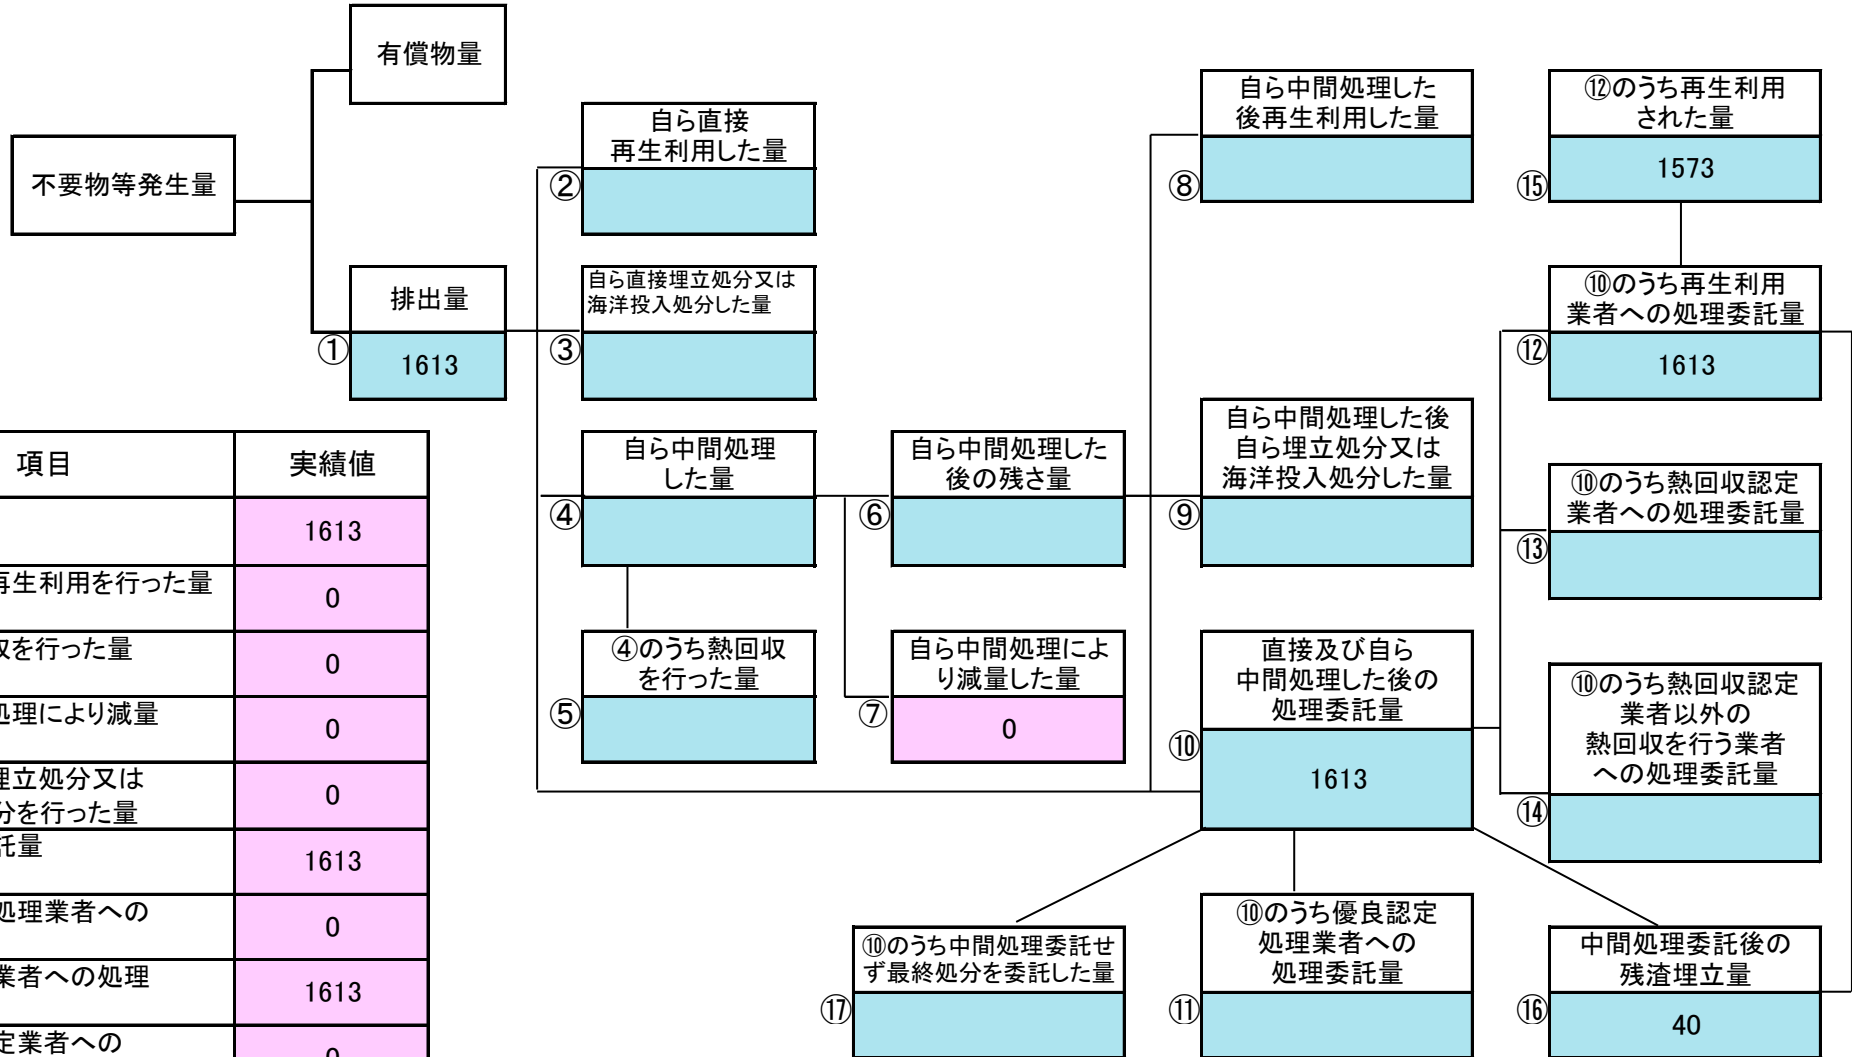 有償物量
不要物等発生量
排出量
①
1613
自ら直接
再生利用した量
②
自ら直接埋立処分又は
海洋投入処分した量
③
自ら中間処理
した量
④
④のうち熱回収
を行った量
⑤
自ら中間処理した
後の残さ量
⑥
自ら中間処理によ
り減量した量
⑦
0
自ら中間処理した
後再生利用した量
⑧
自ら中間処理した後
自ら埋立処分又は
海洋投入処分した量
⑨
直接及び自ら
中間処理した後の
処理委託量
⑩
1613
⑫のうち再生利用
された量
⑮
1573
⑩のうち再生利用
業者への処理委託量
⑫
1613
⑩のうち熱回収認定
業者への処理委託量
⑬
⑩のうち熱回収認定
業者以外の
熱回収を行う業者
への処理委託量
⑭
⑩のうち中間処理委託せ
ず最終処分を委託した量
⑰
⑩のうち優良認定
処理業者への
処理委託量
⑪
中間処理委託後の
残渣埋立量
⑯
40
項目 実績値
1613
再生利用を行った量 0
を行った量 0
処理により減量 0
埋立処分又は
分を行った量 0
託量 1613
処理業者への 0
業者への処理 1613
定業者への 0